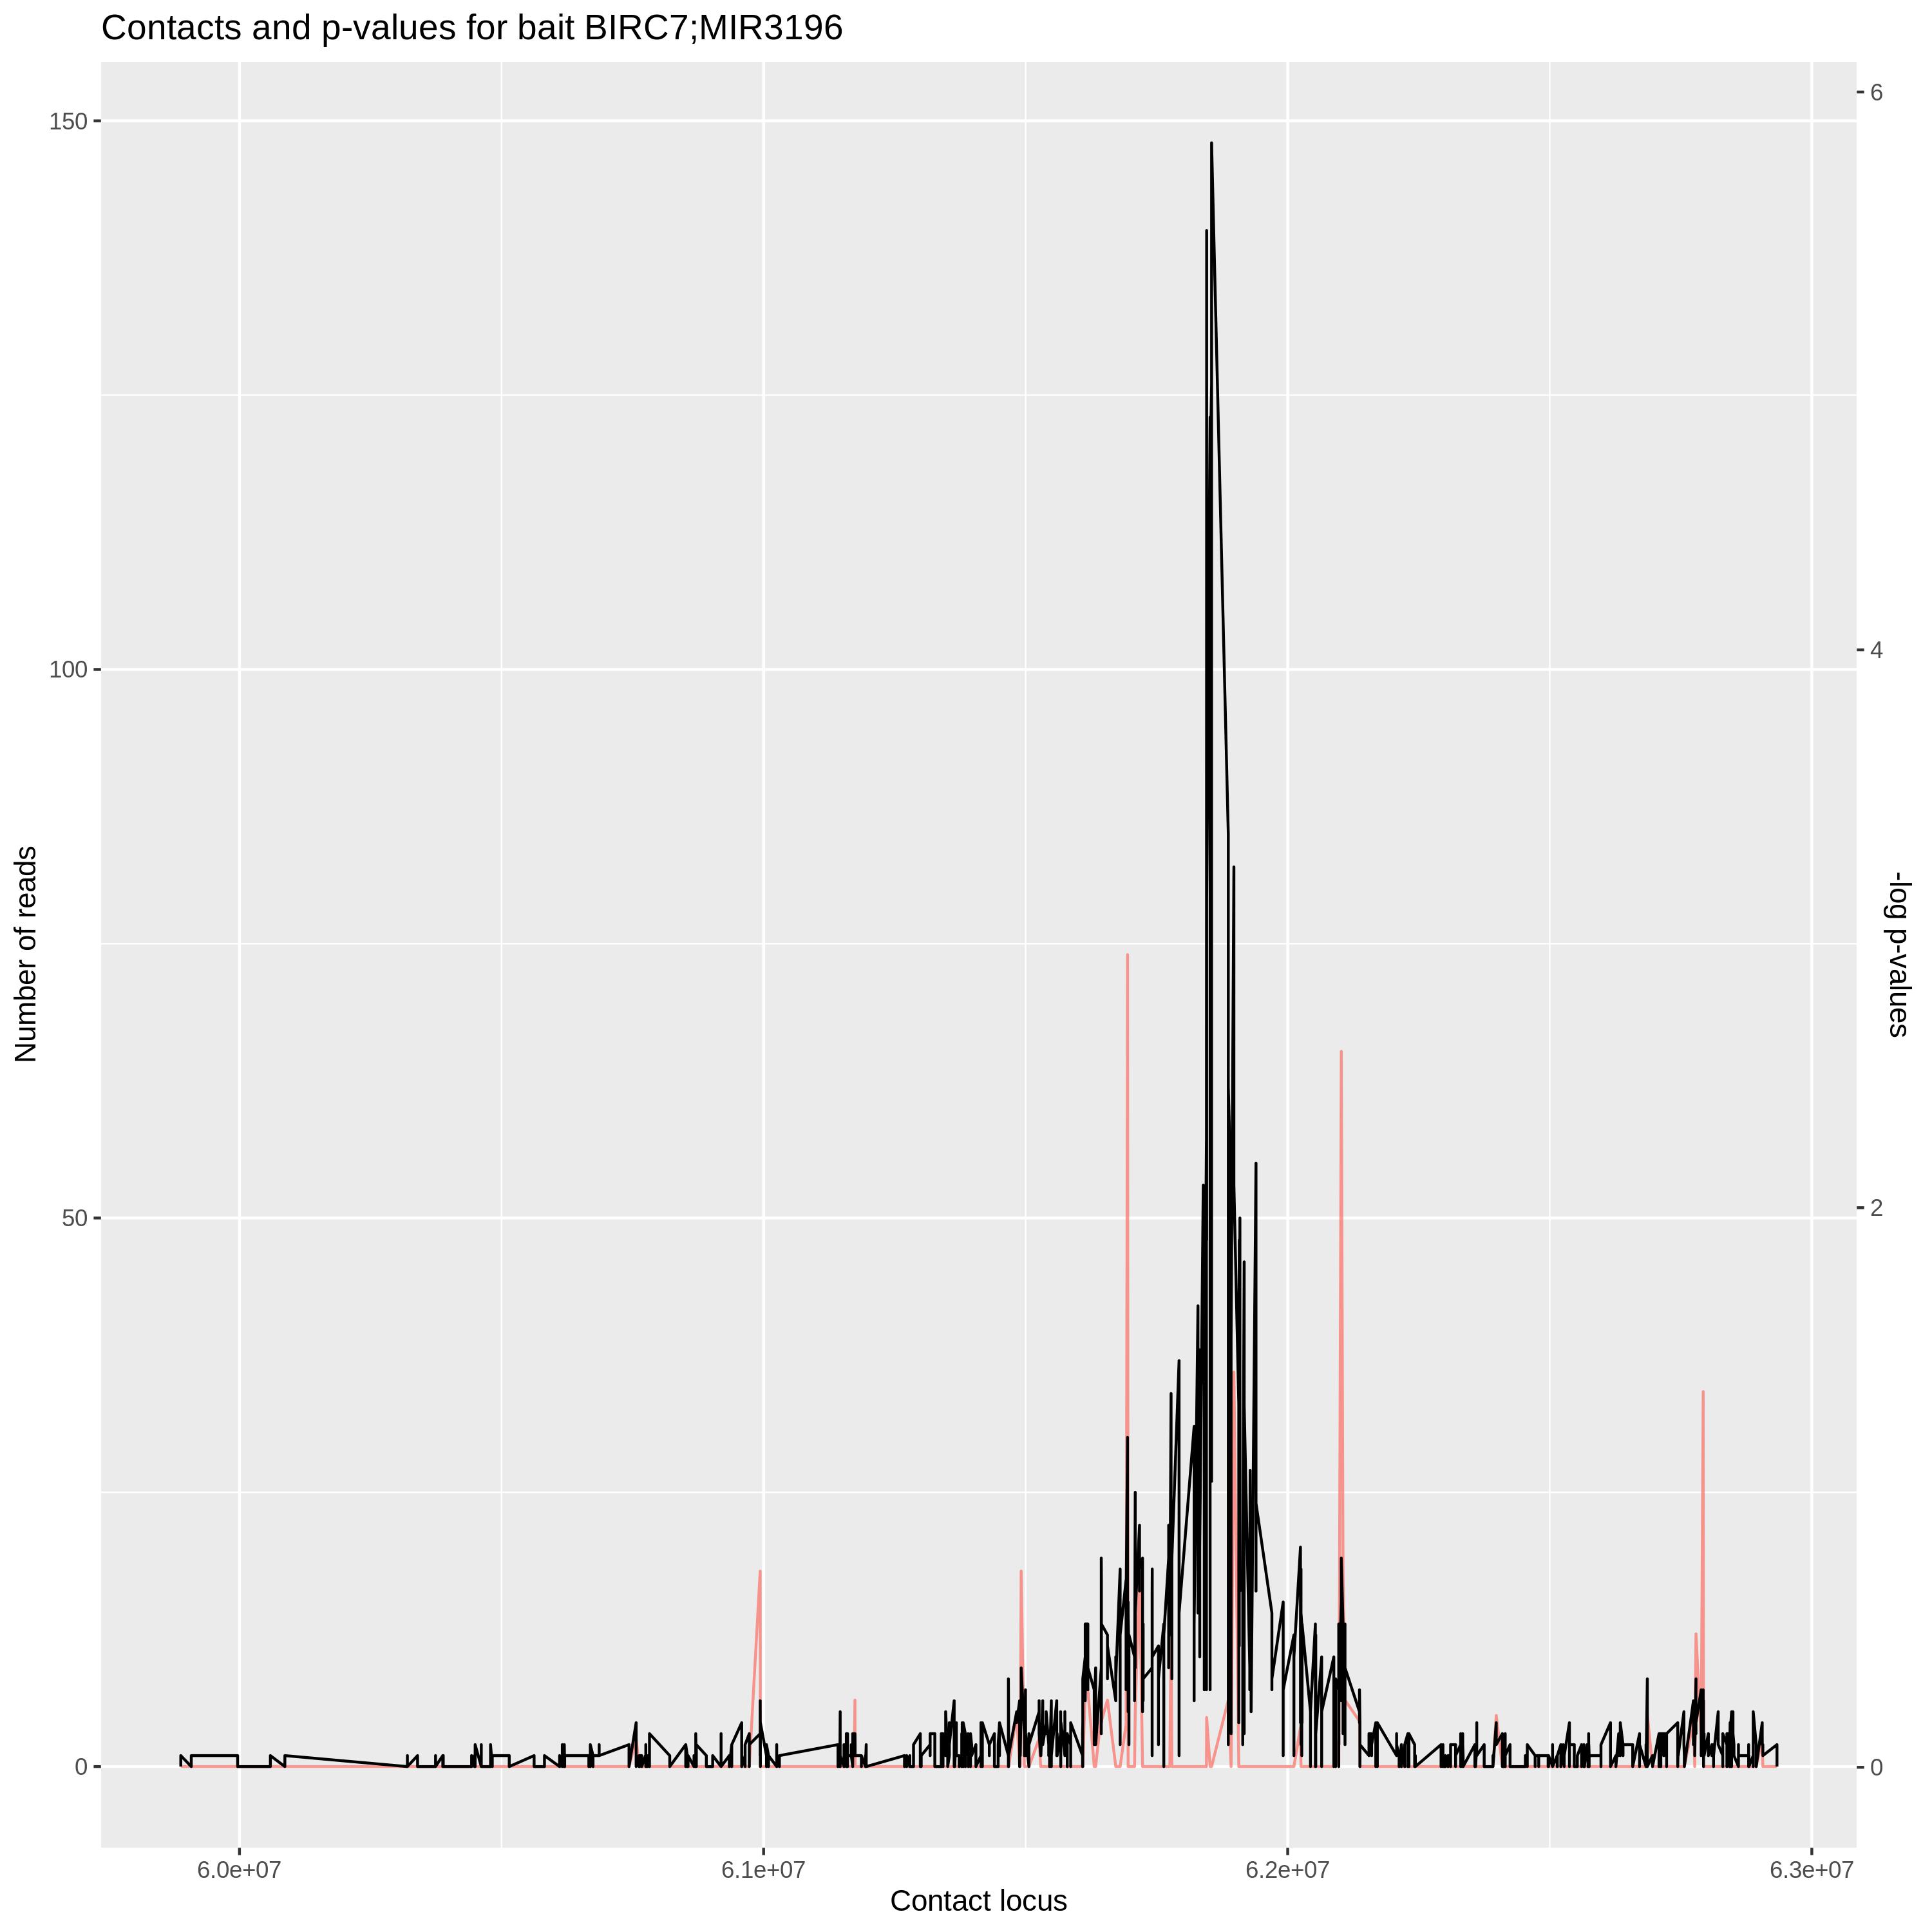 Contacts and p-values for bait BIRC7;MIR3196
150
100
50
0
Number of reads
6
4
2
0
-log p-values
6.0e+07
6.1e+07
6.2e+07
6.3e+07
Contact locus